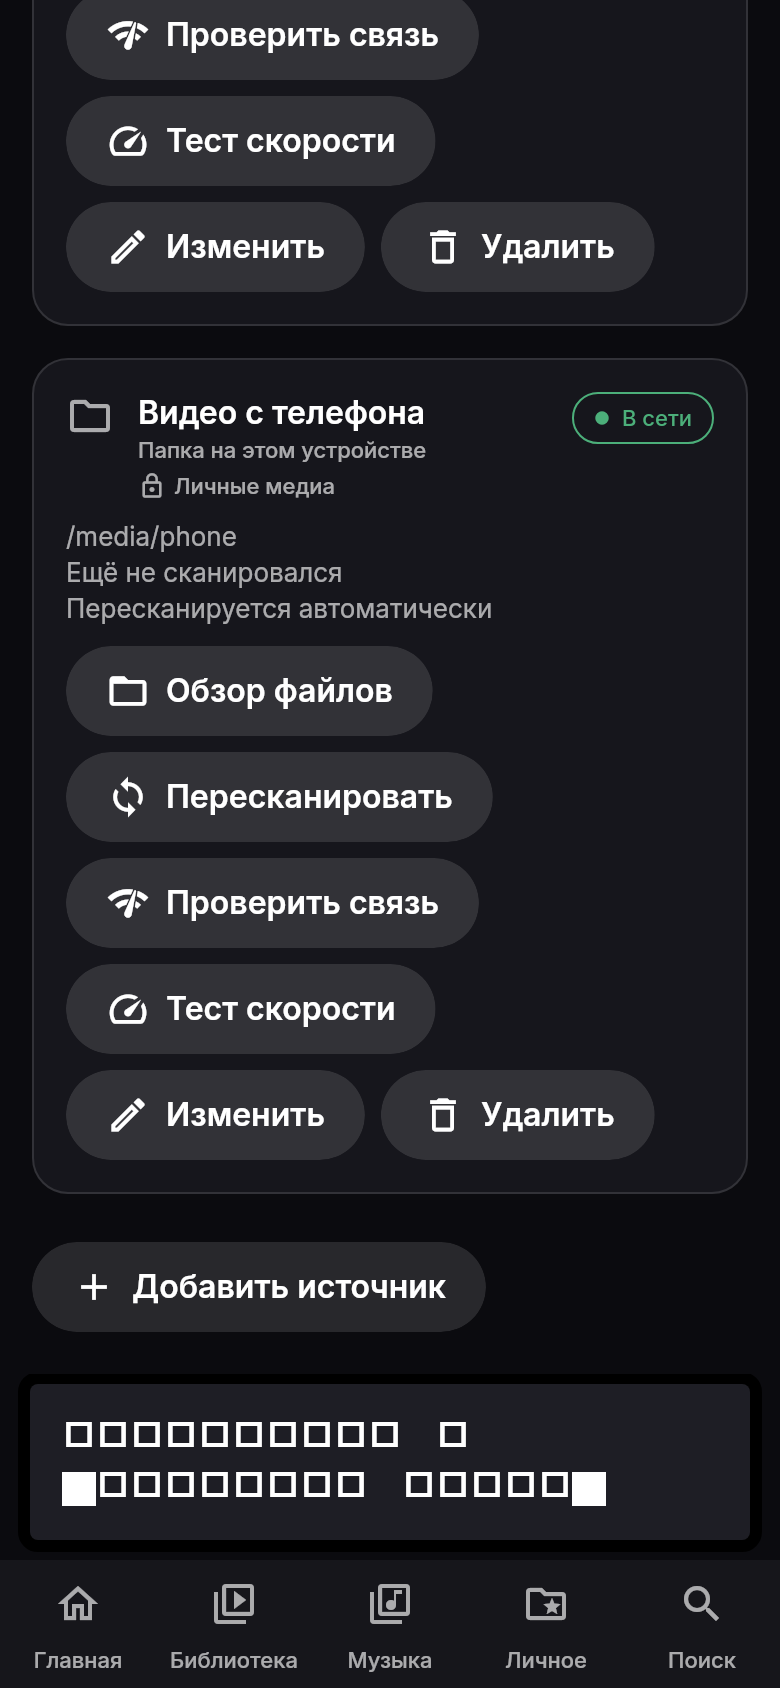 Проверить связь
Тест скорости
Изменить Удалить
Видео с телефона
В сети
Папка на этом устройстве
Личные медиа
/media/phone
Ещё не сканировался
Пересканируется автоматически
Обзор файлов
Пересканировать
Проверить связь
Тест скорости
Изменить Удалить
Добавить источник
Главная Библиотека Музыка Личное Поиск